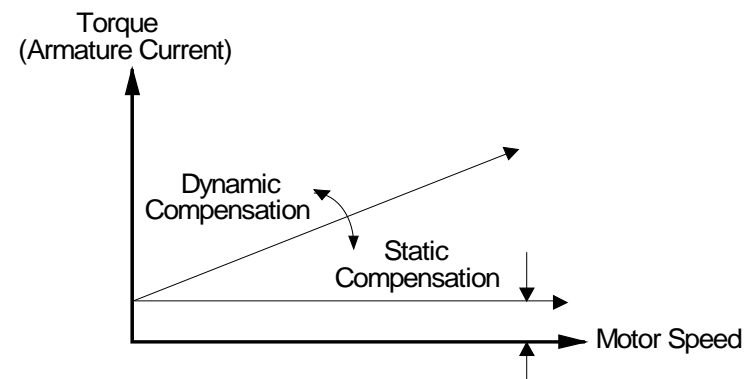 Torque
(Armature Current)
Dynamic
Compensation
Static
Compensation
Motor Speed